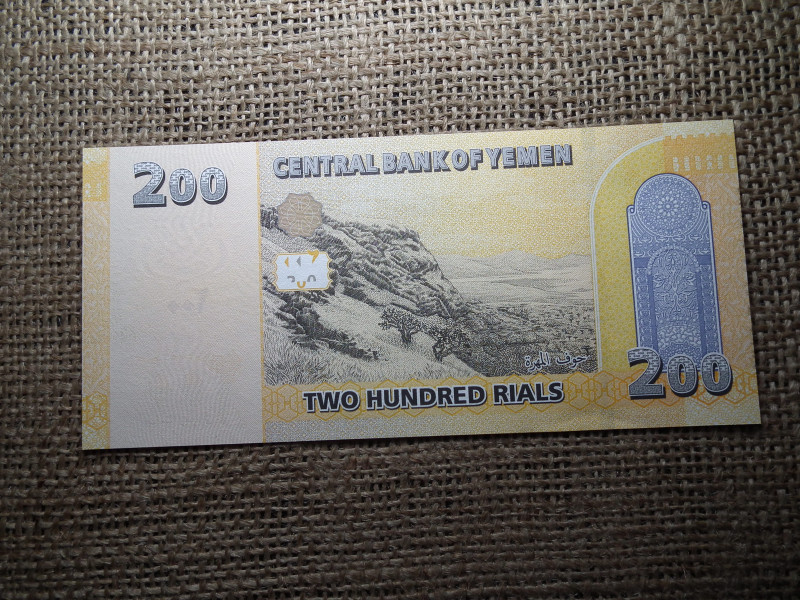 200
CENTRAL BANK OF YEMEN
حوف المهرة
TWO HUNDRED RIALS
200